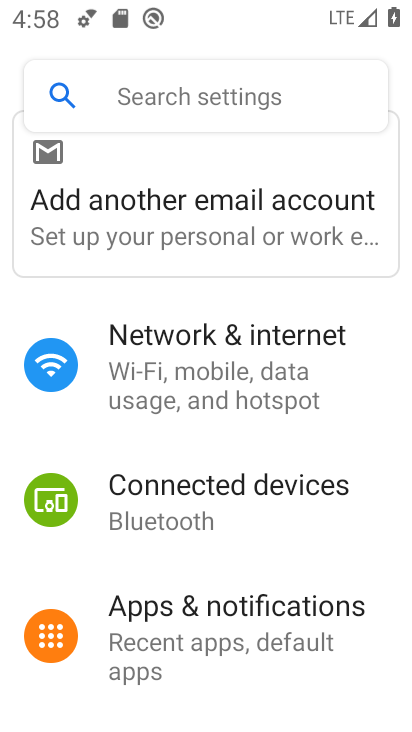 4:58
LTE
Search settings
Add another email account
Set up your personal or work e...
Network & internet
Wi-Fi, mobile, data
usage, and hotspot
Connected devices
Bluetooth
Apps & notifications
Recent apps, default
apps